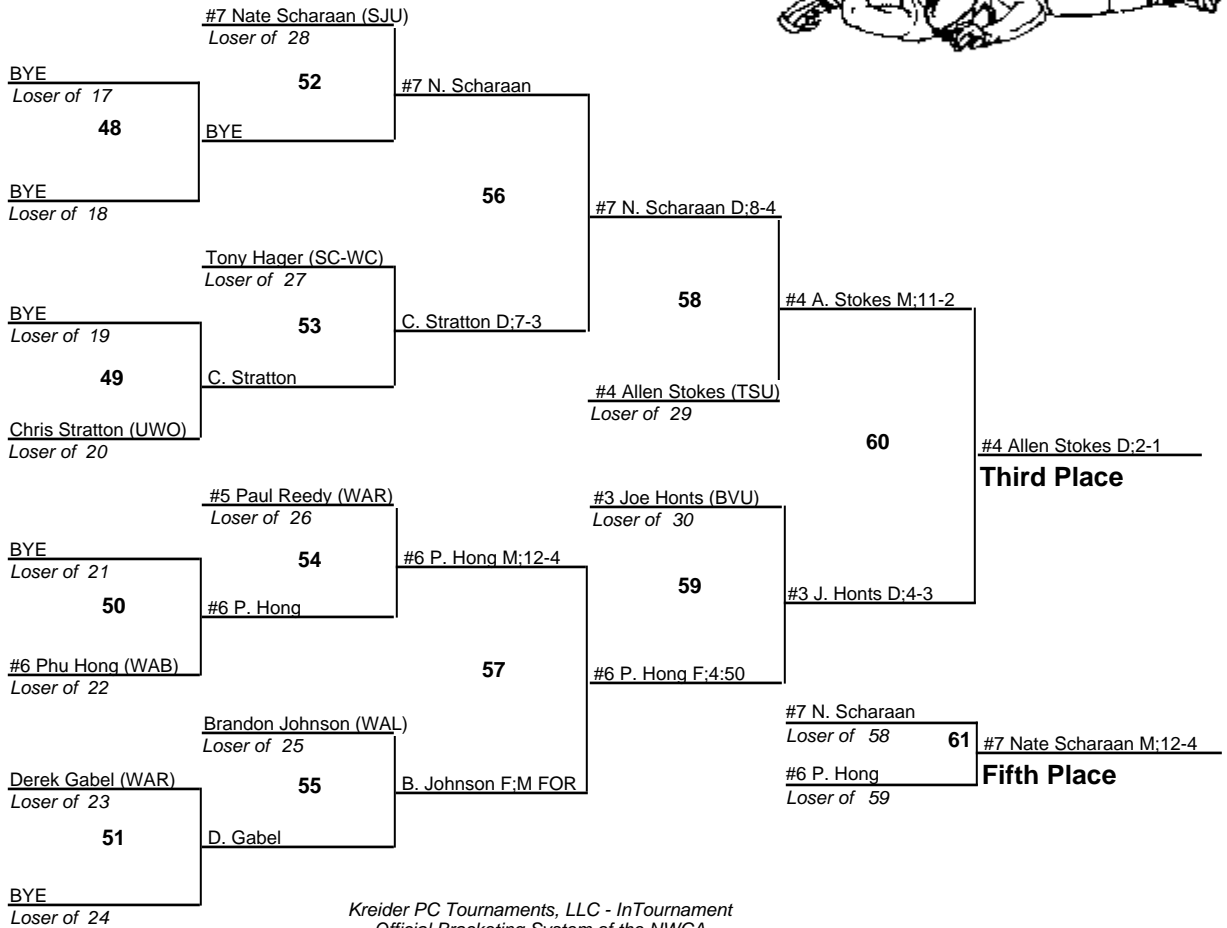 #7 Nate Scharaan (SJU)
Loser of 28
BYE
Loser of 17
52
#7 N. Scharaan
48
BYE
BYE
Loser of 18
56
#7 N. Scharaan D;8-4
Tony Hager (SC-WC)
Loser of 27
BYE
Loser of 19
53
C. Stratton D;7-3
58
#4 A. Stokes M;11-2
49
C. Stratton
#4 Allen Stokes (TSU)
Loser of 29
Chris Stratton (UWO)
Loser of 20
60
#4 Allen Stokes D;2-1
Third Place
#5 Paul Reedy (WAR)
Loser of 26
#3 Joe Honts (BVU)
Loser of 30
BYE
Loser of 21
54
#6 P. Hong M;12-4
59
#3 J. Honts D;4-3
50
#6 P. Hong
#6 Phu Hong (WAB)
Loser of 22
57
#6 P. Hong F;4:50
Brandon Johnson (WAL)
Loser of 25
#7 N. Scharaan
Loser of 58
61
#7 Nate Scharaan M;12-4
Fifth Place
#6 P. Hong
Loser of 59
Derek Gabel (WAR)
Loser of 23
55
B. Johnson F;M FOR
51
D. Gabel
BYE
Loser of 24
Kreider PC Tournaments, LLC - InTournament
Official Bracketing System of the NWCA